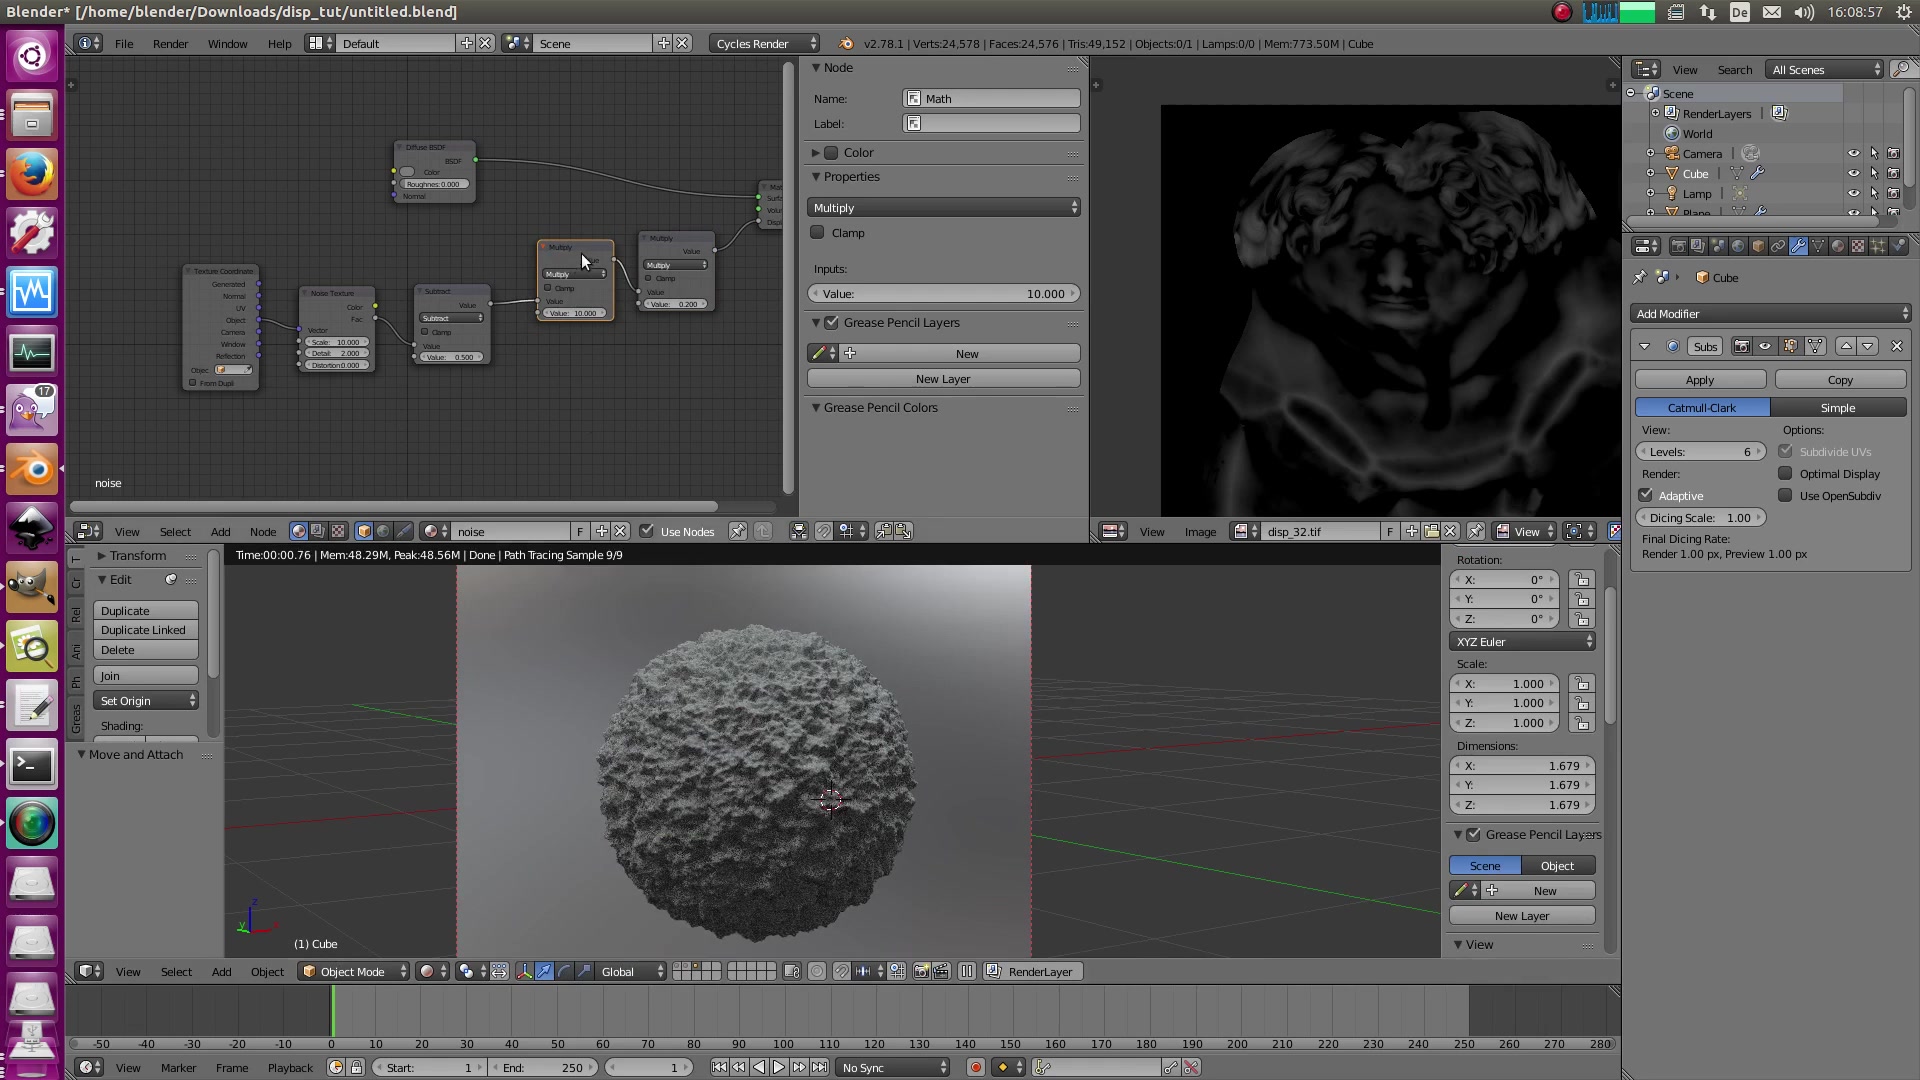 Blender* [/home/blender/Downloads/disp_tut/untitled.blend]
De
16:08:57
File Render Window Help Default Scene Cycles Render v2.78.1 | Verts:24,578 | Faces:24,576 | Tris:49,152 | Objects:0/1 | Lamps:0/0 | Mem:773.50M | Cube
17
Diffuse BSDF
BSDF
Color
Roughnes:0.000
Normal
Texture Coordinate
Generated
Normal
UV
Object
Camera
Window
Reflection
Objec
From Dupli
Noise Texture
Color
Fac
Vector
Scale: 10.000
Detail: 2.000
Distortion:0.000
Subtract
Value
Subtract
Clamp
Value
Value: 0.500
Multiply
Multiply
Clamp
Value
Value: 10.000
Multiply
Value
Multiply
Clamp
Value
Value: 0.200
noise
View Select Add Node noise F Use Nodes
Node
Name: Math
Label:
Color
Properties
Multiply
Clamp
Inputs:
Value: 10.000
Grease Pencil Layers
New
New Layer
Grease Pencil Colors
View Image disp_32.tif F View
View Search All Scenes
Scene
RenderLayers
World
Camera
Cube
Lamp
Plane
Cube
Add Modifier
Subs
Apply Copy
Catmull-Clark Simple
View: Options:
Levels: 6 Subdivide UVs
Render: Optimal Display
Adaptive Use OpenSubdiv
Dicing Scale: 1.00
Final Dicing Rate:
Render 1.00 px, Preview 1.00 px
T
Cr
Rel
Ani
Ph
Greas
Transform
Edit
Duplicate
Duplicate Linked
Delete
Join
Set Origin
Shading:
Move and Attach
Time:00:00.76 | Mem:48.29M, Peak:48.56M | Done | Path Tracing Sample 9/9
z
y
x
(1) Cube
Rotation:
X: 0°
Y: 0°
Z: 0°
XYZ Euler
Scale:
X: 1.000
Y: 1.000
Z: 1.000
Dimensions:
X: 1.679
Y: 1.679
Z: 1.679
Grease Pencil Layers
Scene Object
New
New Layer
View
View Select Add Object Object Mode Global RenderLayer
-50 -40 -30 -20 -10 0 10 20 30 40 50 60 70 80 90 100 110 120 130 140 150 160 170 180 190 200 210 220 230 240 250 260 270 280
View Marker Frame Playback Start: 1 End: 250 1 No Sync